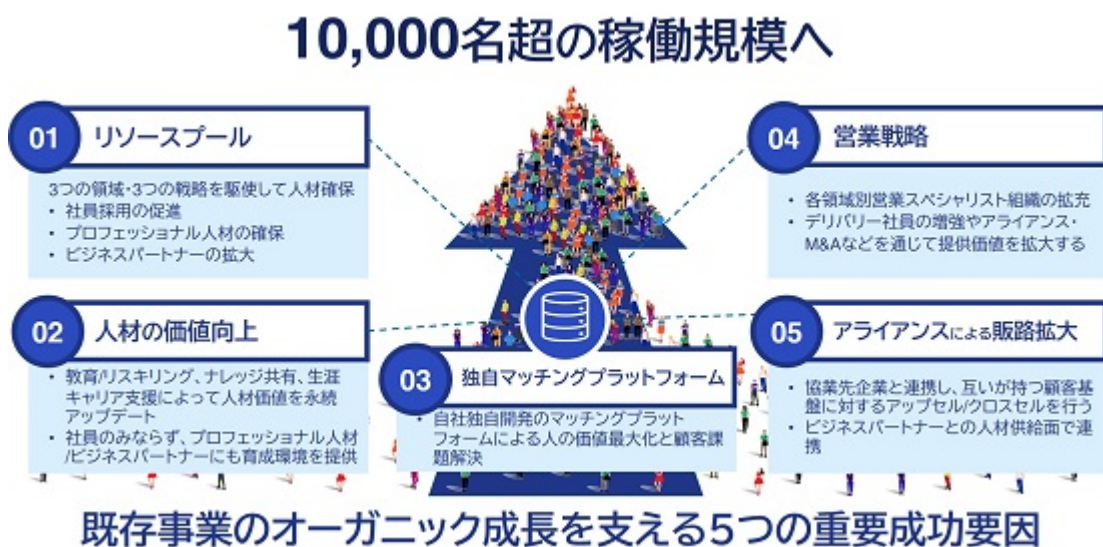 10,000名超の稼働規模へ
01 リソースプール
3つの領域・3つの戦略を駆使して人材確保
• 社員採用の促進
• プロフェッショナル人材の確保
• ビジネスパートナーの拡大
02 人材の価値向上
• 教育/リスキリング、ナレッジ共有、生涯
キャリア支援によって人材価値を永続
アップデート
• 社員のみならず、プロフェッショナル人材
/ビジネスパートナーにも育成環境を提供
03 独自マッチングプラットフォーム
• 自社独自開発のマッチングプラット
フォームによる人の価値最大化と顧客課
題解決
04 営業戦略
• 各領域別営業スペシャリスト組織の拡充
• デリバリー社員の増強やアライアンス・
M&Aなどを通じて提供価値を拡大する
05 アライアンスによる販路拡大
• 協業先企業と連携し、互いが持つ顧客基
盤に対するアップセル/クロスセルを行う
• ビジネスパートナーとの人材供給面で連
携
既存事業のオーガニック成長を支える5つの重要成功要因